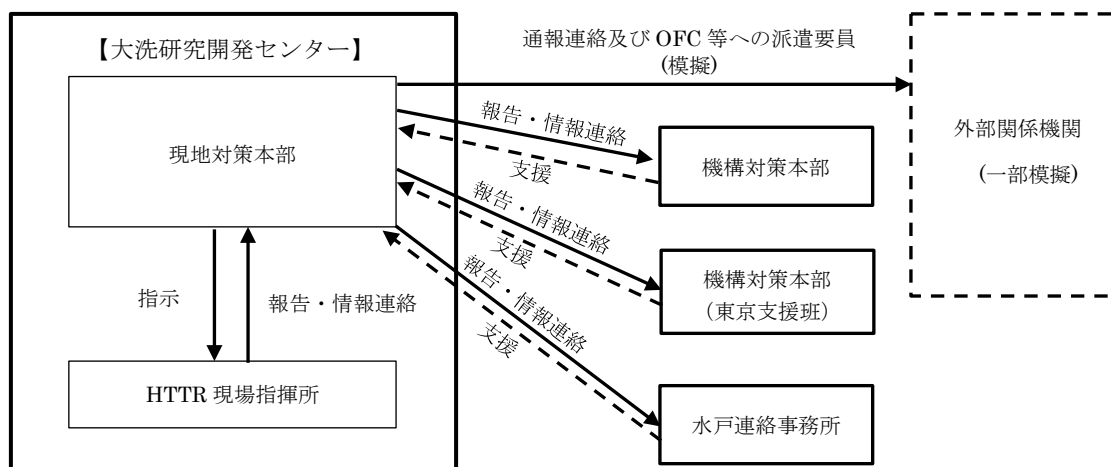 【大洗研究開発センター】
現地対策本部
指示
報告・情報連絡
HTTR 現場指揮所
通報連絡及び OFC 等への派遣要員
(模擬)
報告・情報連絡
支援
機構対策本部
報告・情報連絡
支援
機構対策本部
（東京支援班）
報告・情報連絡
支援
水戸連絡事務所
外部関係機関
(一部模擬)